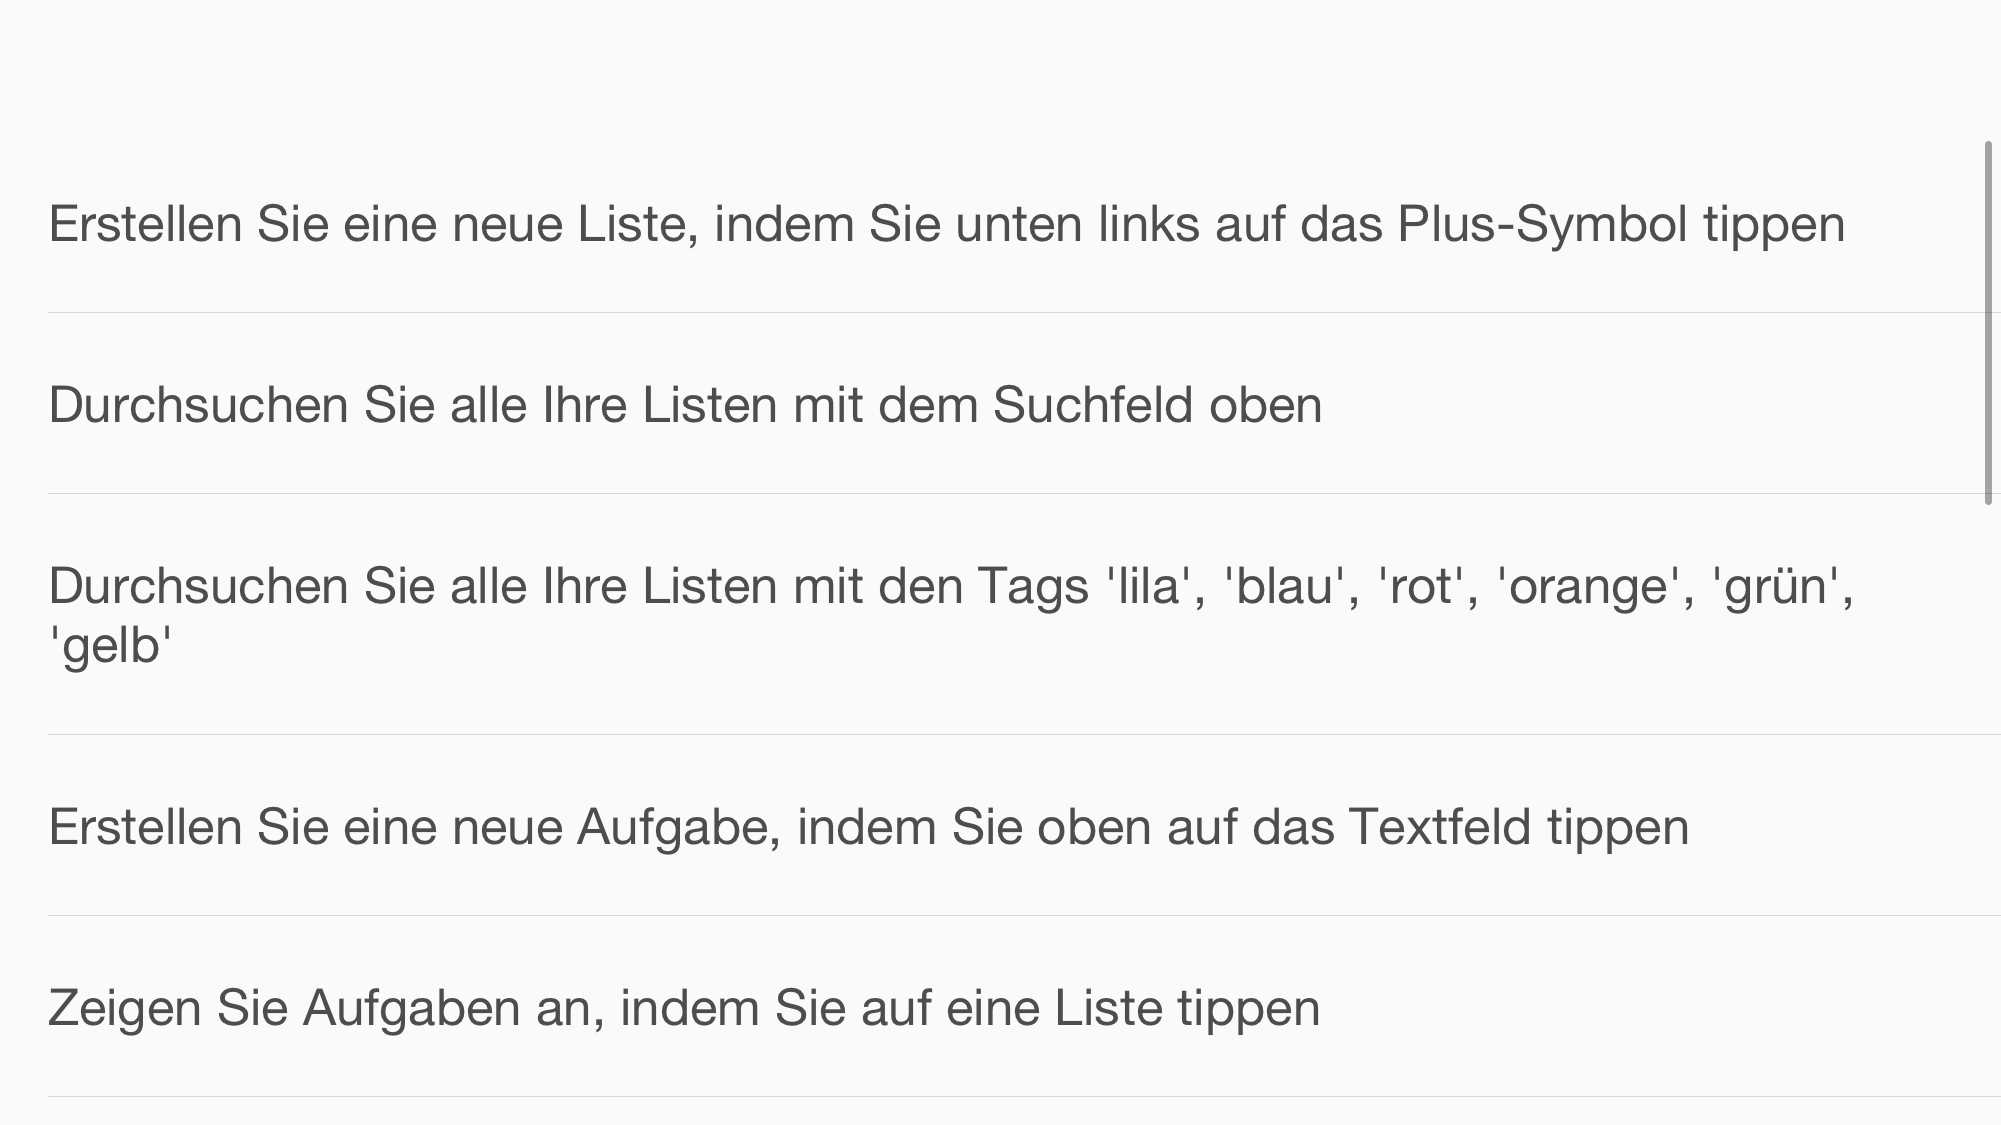 Erstellen Sie eine neue Liste, indem Sie unten links auf das Plus-Symbol tippen
Durchsuchen Sie alle Ihre Listen mit dem Suchfeld oben
Durchsuchen Sie alle Ihre Listen mit den Tags 'lila', 'blau', 'rot', 'orange', 'grün',
'gelb'
Erstellen Sie eine neue Aufgabe, indem Sie oben auf das Textfeld tippen
Zeigen Sie Aufgaben an, indem Sie auf eine Liste tippen